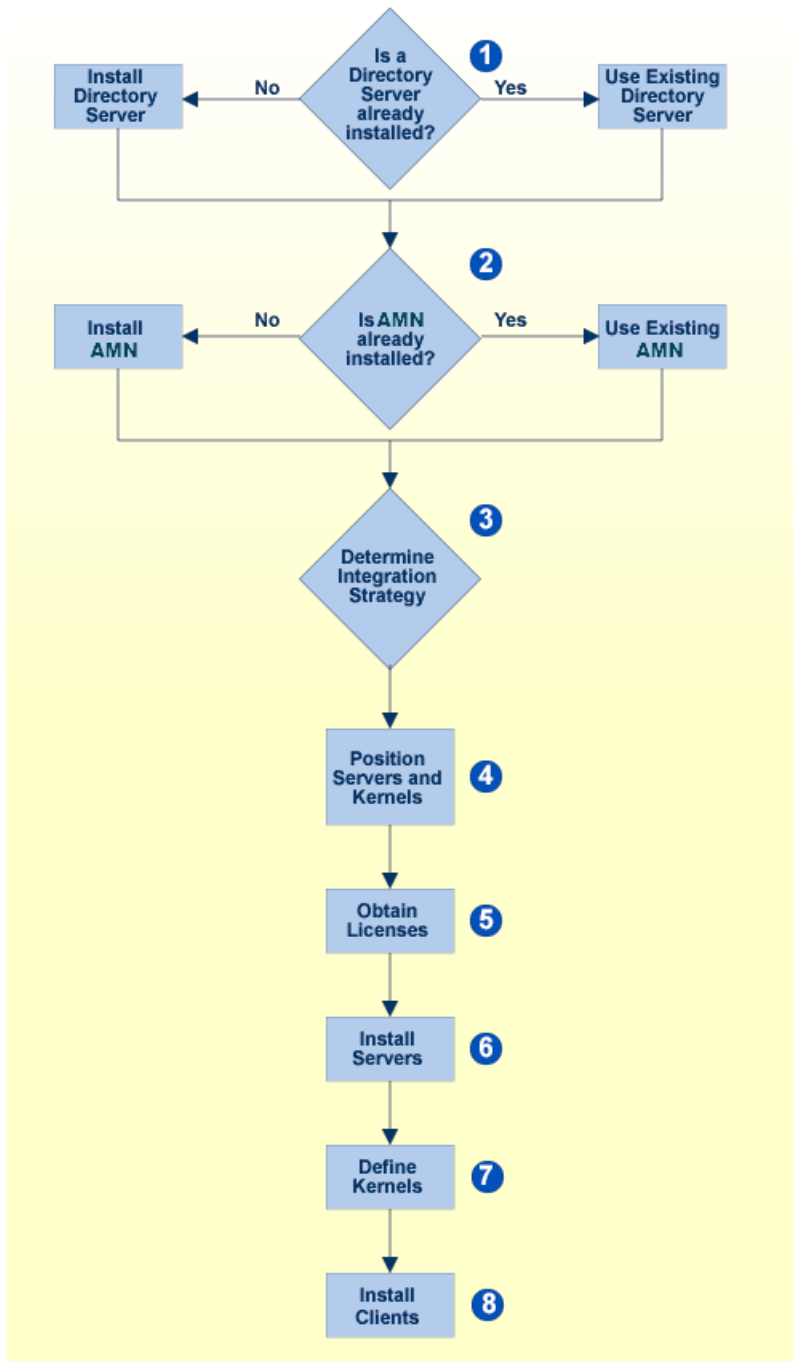 1
Is a
Directory
Server
already
installed?
No
Yes
Install
Directory
Server
Use Existing
Directory
Server
2
Is AMN
already
installed?
No
Yes
Install
AMN
Use Existing
AMN
3
Determine
Integration
Strategy
Position
Servers and
Kernels
4
Obtain
Licenses
5
Install
Servers
6
Define
Kernels
7
Install
Clients
8